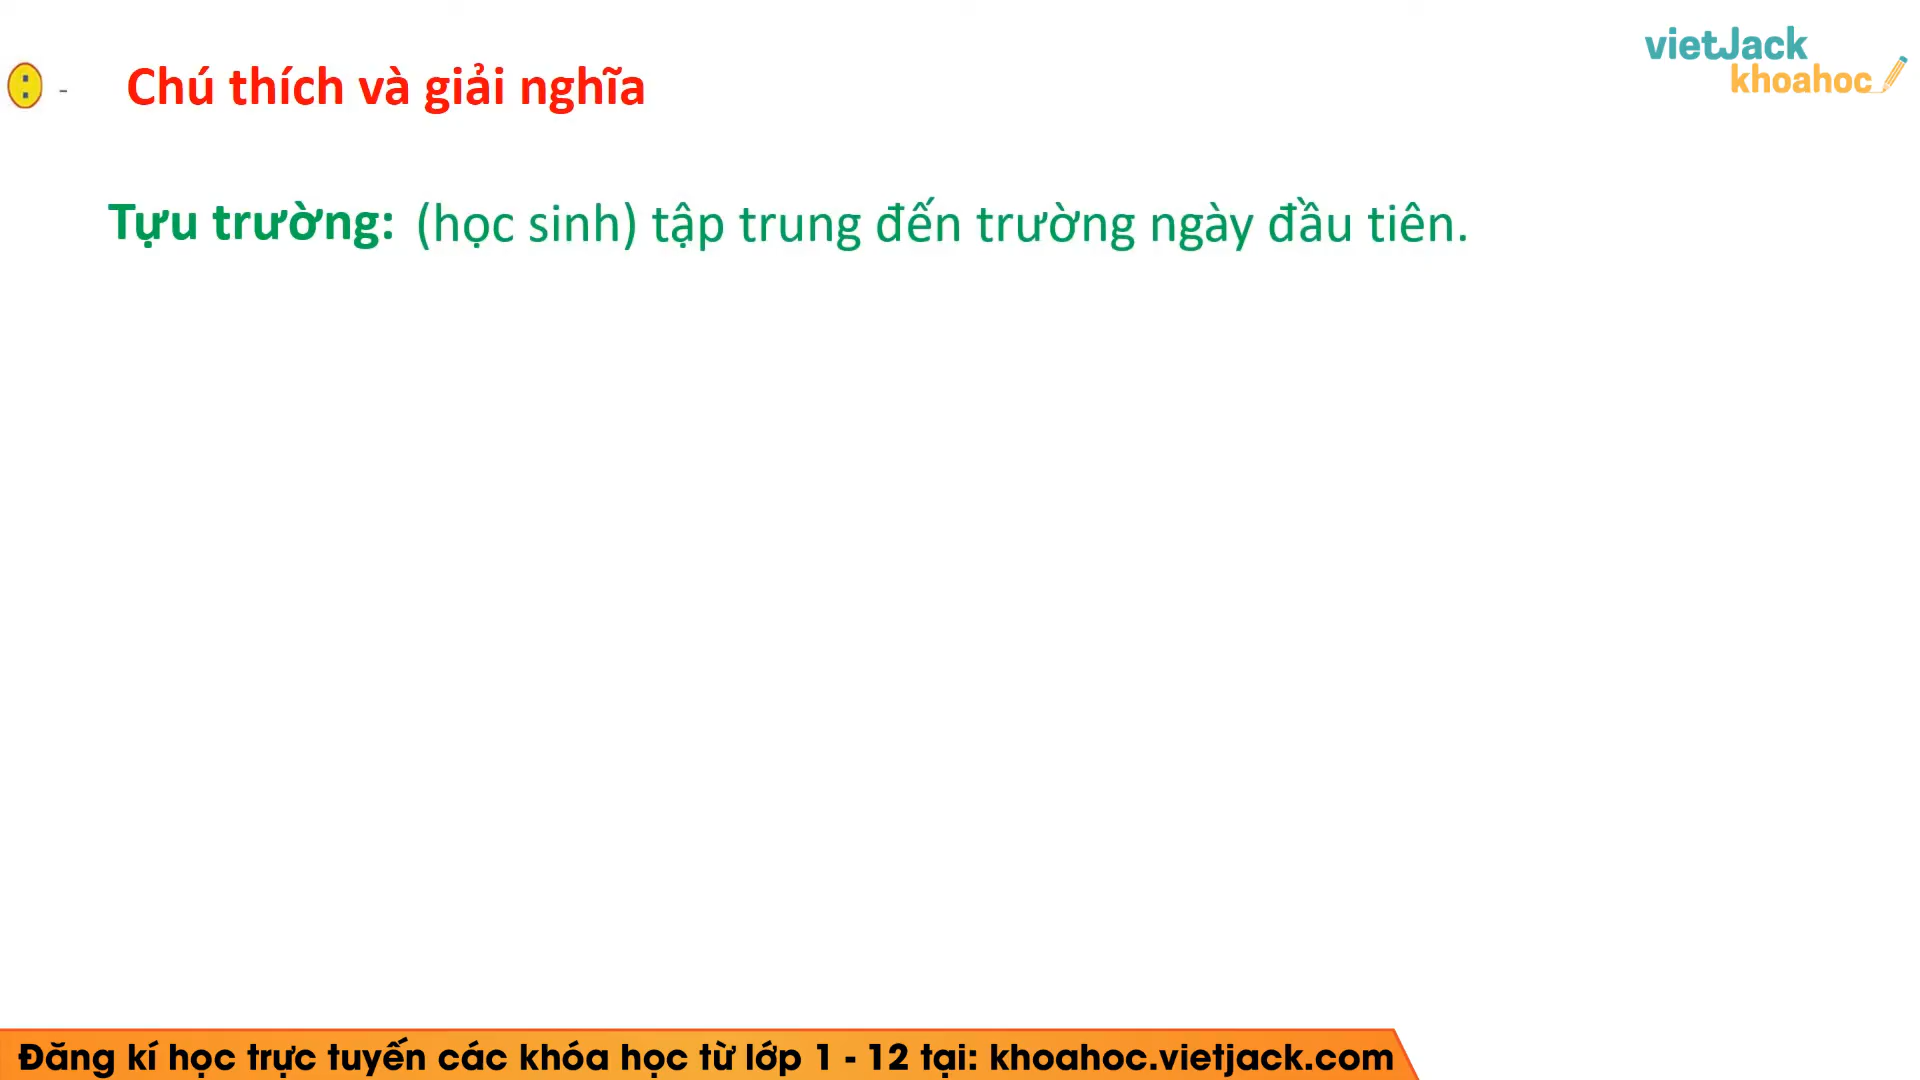 vietJack
khoahoc
: - Chú thích và giải nghĩa
Tựu trường: (học sinh) tập trung đến trường ngày đầu tiên.
Đăng kí học trực tuyến các khóa học từ lớp 1 - 12 tại: khoahoc.vietjack.com